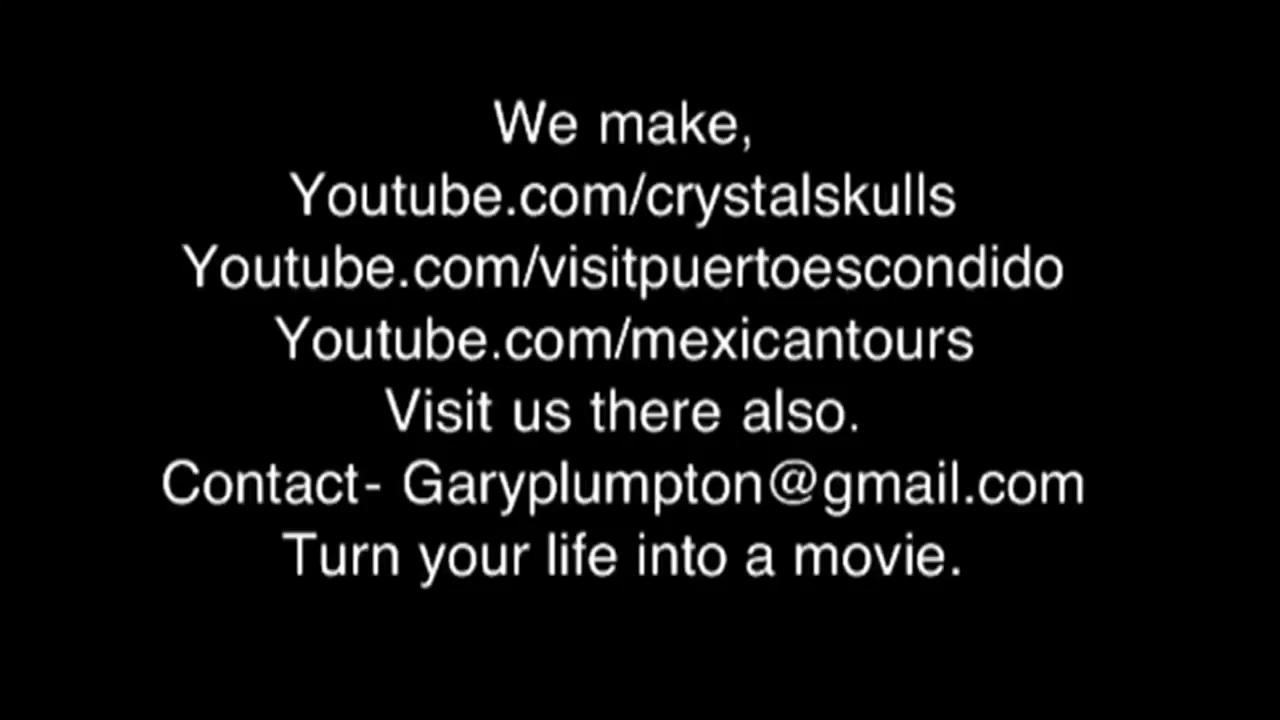 We make,
Youtube.com/crystalskulls
Youtube.com/visitpuertoescondido
Youtube.com/mexicantours
Visit us there also.
Contact- Garyplumpton@gmail.com
Turn your life into a movie.